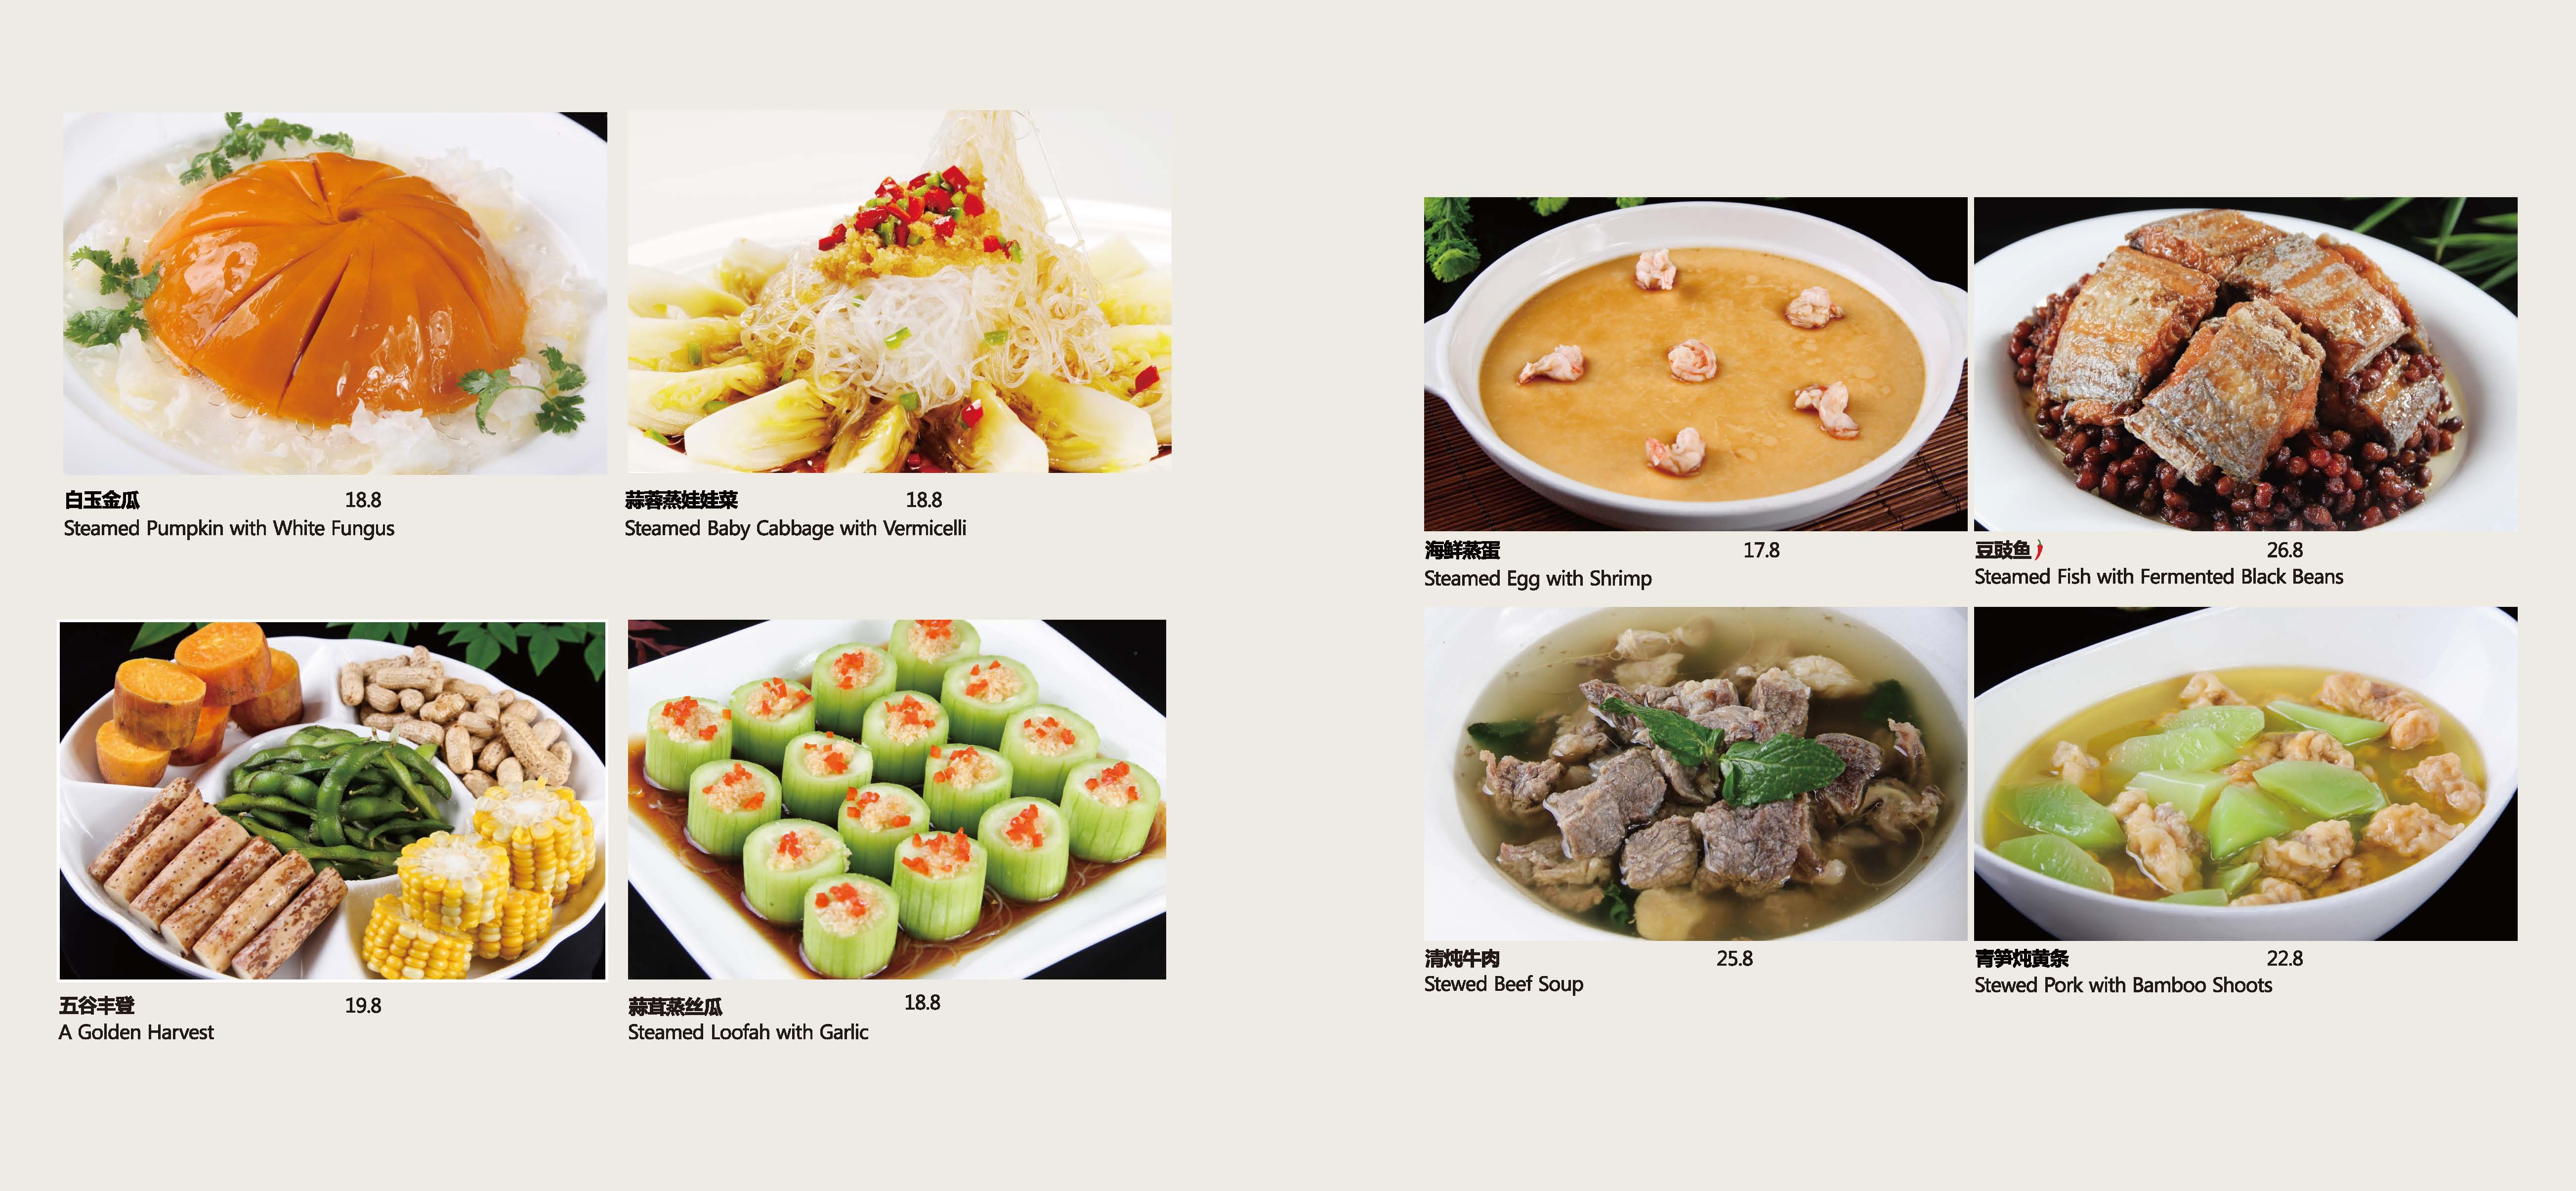 白玉金瓜 18.8
Steamed Pumpkin with White Fungus
蒜蓉蒸娃娃菜 18.8
Steamed Baby Cabbage with Vermicelli
五谷丰登 19.8
A Golden Harvest
蒜茸蒸丝瓜 18.8
Steamed Loofah with Garlic
海鲜蒸蛋 17.8
Steamed Egg with Shrimp
豆豉鱼 26.8
Steamed Fish with Fermented Black Beans
清炖牛肉 25.8
Stewed Beef Soup
青笋炖黄条 22.8
Stewed Pork with Bamboo Shoots